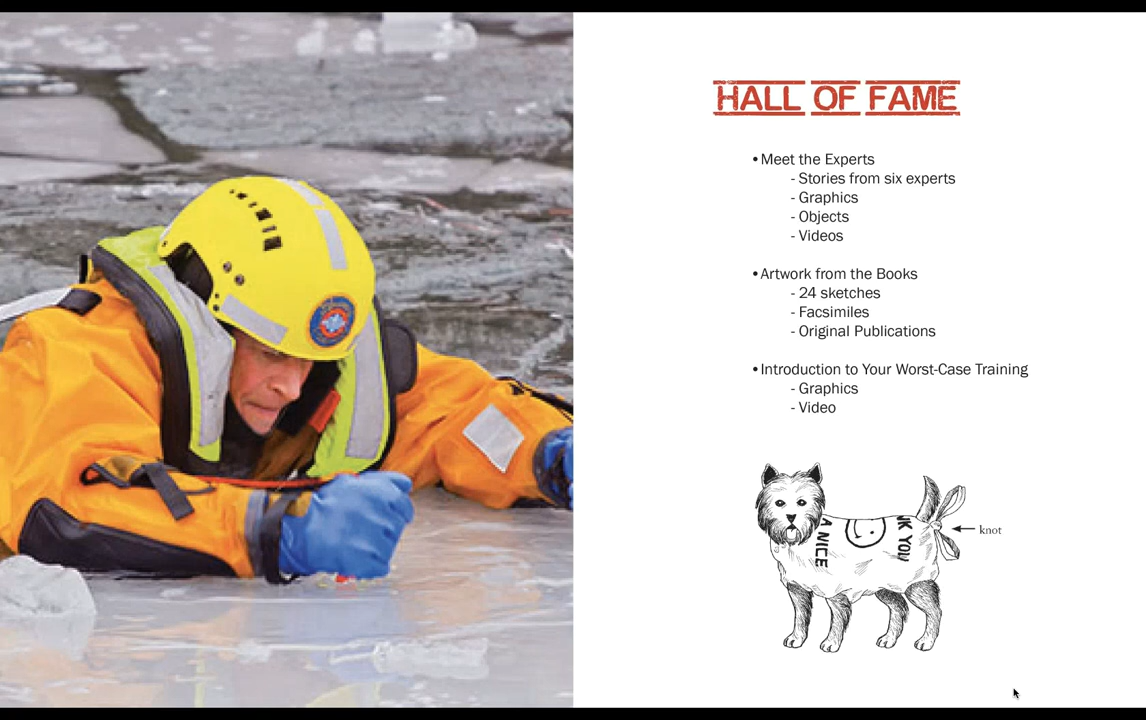 HALL OF FAME
• Meet the Experts
- Stories from six experts
- Graphics
- Objects
- Videos
• Artwork from the Books
- 24 sketches
- Facsimiles
- Original Publications
• Introduction to Your Worst-Case Training
- Graphics
- Video
A NICE
NK YOU
knot